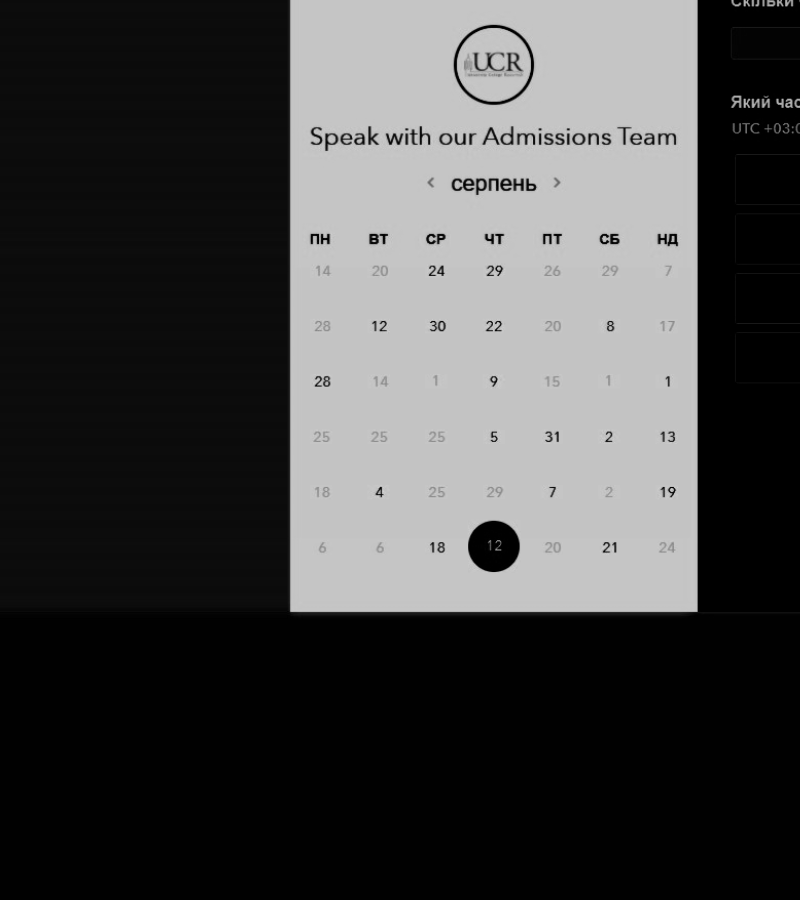 Скільки
UCR
Speak with our Admissions Team
< серпень >
ПН ВТ СР ЧТ ПТ СБ НД
14 20 24 29 26 29 7
28 12 30 22 20 8 17
28 14 1 9 15 1 1
25 25 25 5 31 2 13
18 4 25 29 7 2 19
6 6 18 12 20 21 24
Який час
UTC +03:0